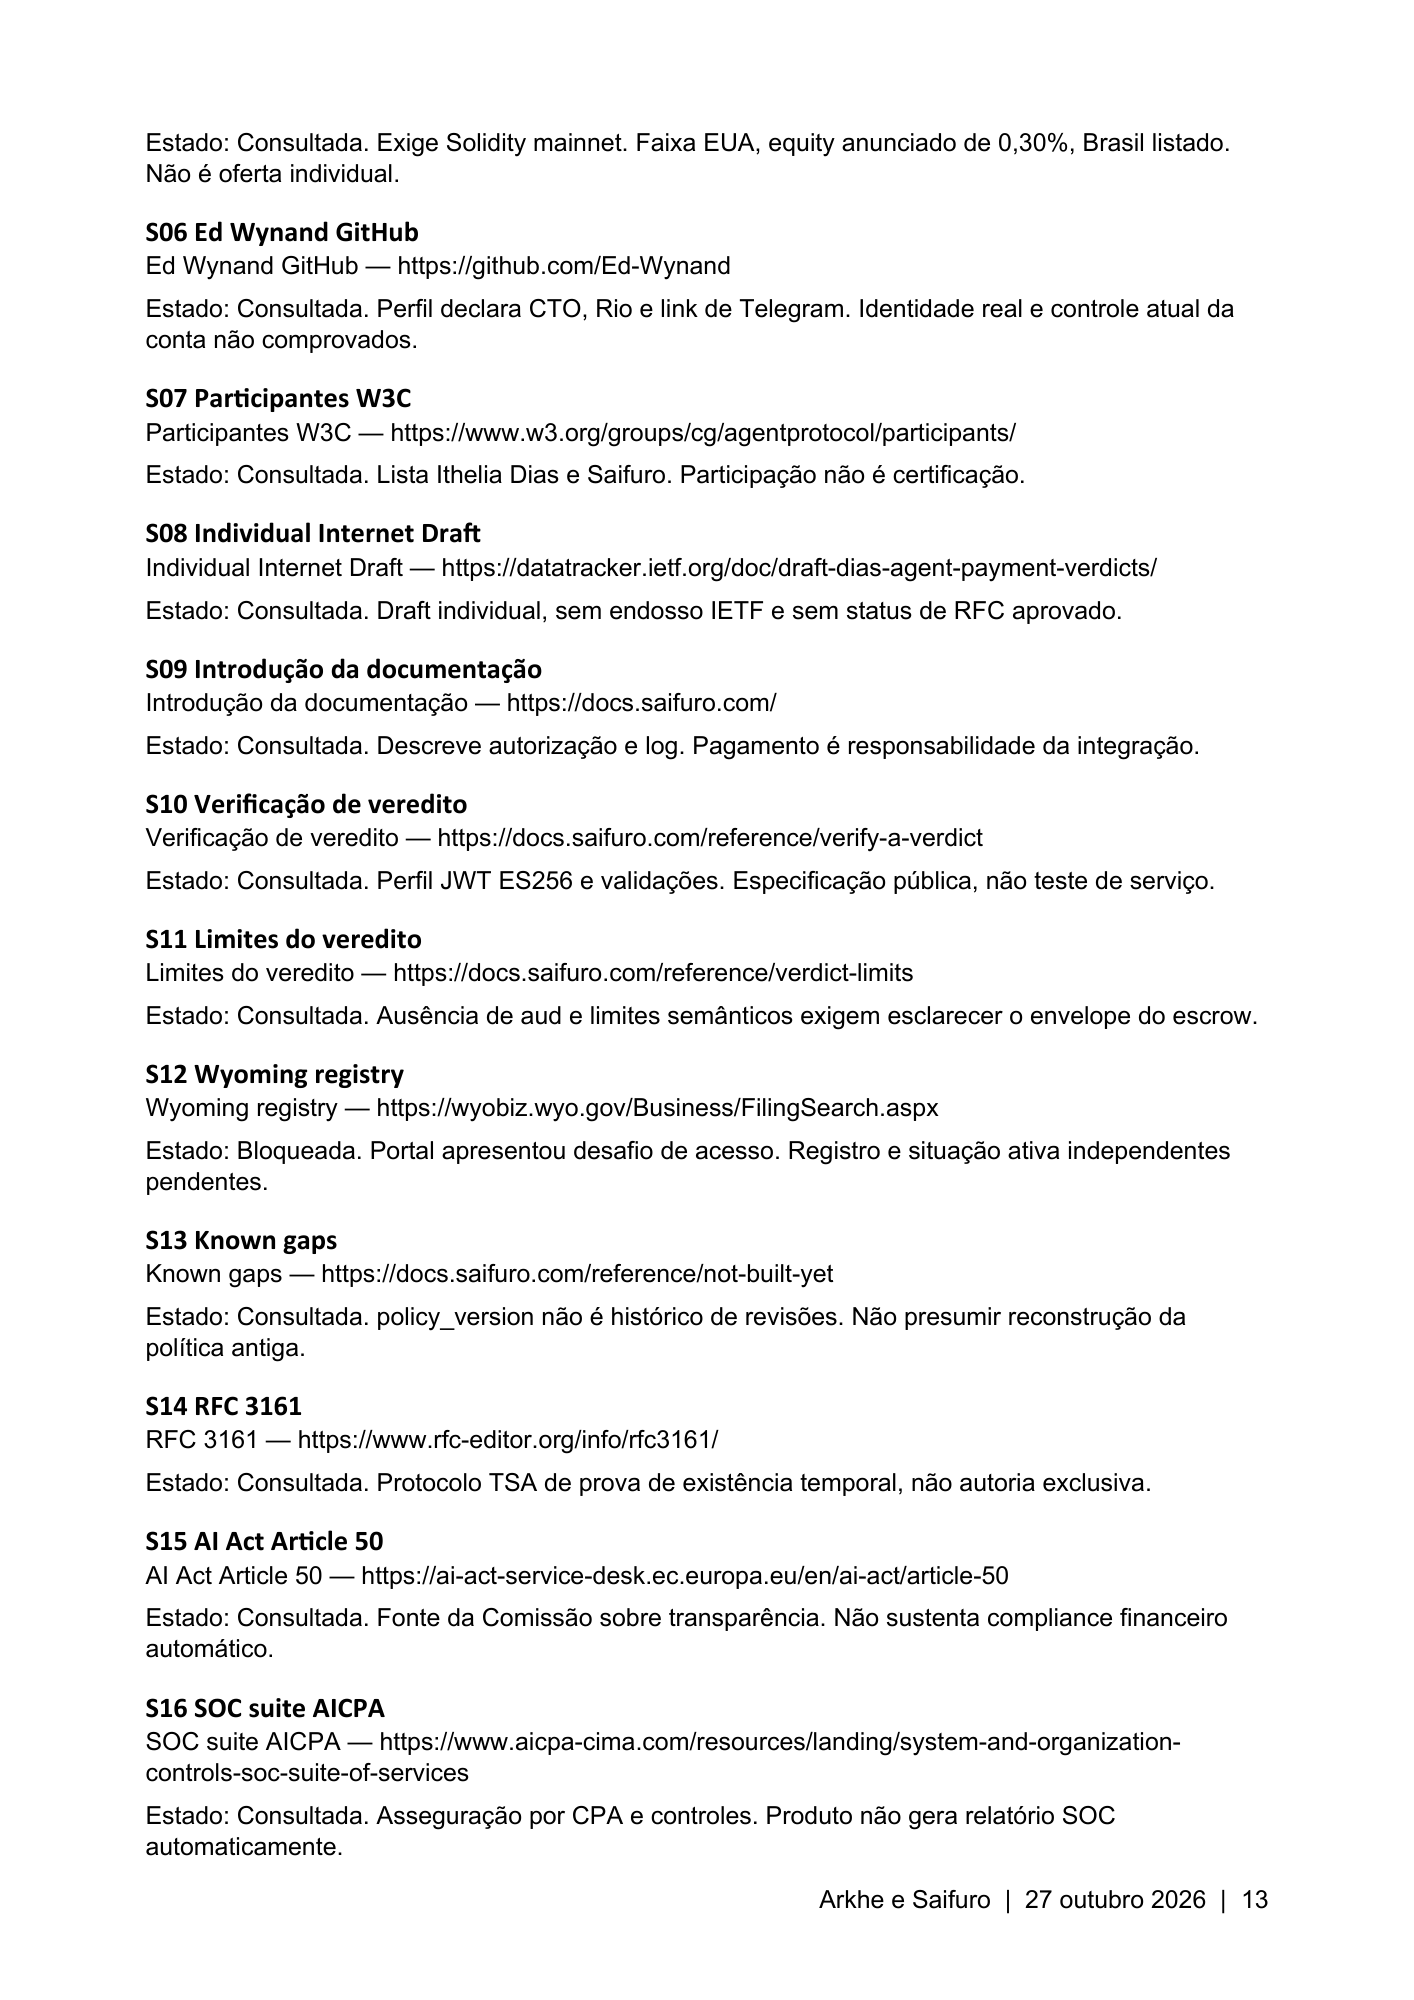 Estado: Consultada. Exige Solidity mainnet. Faixa EUA, equity anunciado de 0,30%, Brasil listado.
Não é oferta individual.
S06 Ed Wynand GitHub
Ed Wynand GitHub — https://github.com/Ed-Wynand
Estado: Consultada. Perfil declara CTO, Rio e link de Telegram. Identidade real e controle atual da
conta não comprovados.
S07 Participantes W3C
Participantes W3C — https://www.w3.org/groups/cg/agentprotocol/participants/
Estado: Consultada. Lista Ithelia Dias e Saifuro. Participação não é certificação.
S08 Individual Internet Draft
Individual Internet Draft — https://datatracker.ietf.org/doc/draft-dias-agent-payment-verdicts/
Estado: Consultada. Draft individual, sem endosso IETF e sem status de RFC aprovado.
S09 Introdução da documentação
Introdução da documentação — https://docs.saifuro.com/
Estado: Consultada. Descreve autorização e log. Pagamento é responsabilidade da integração.
S10 Verificação de veredito
Verificação de veredito — https://docs.saifuro.com/reference/verify-a-verdict
Estado: Consultada. Perfil JWT ES256 e validações. Especificação pública, não teste de serviço.
S11 Limites do veredito
Limites do veredito — https://docs.saifuro.com/reference/verdict-limits
Estado: Consultada. Ausência de aud e limites semânticos exigem esclarecer o envelope do escrow.
S12 Wyoming registry
Wyoming registry — https://wyobiz.wyo.gov/Business/FilingSearch.aspx
Estado: Bloqueada. Portal apresentou desafio de acesso. Registro e situação ativa independentes
pendentes.
S13 Known gaps
Known gaps — https://docs.saifuro.com/reference/not-built-yet
Estado: Consultada. policy_version não é histórico de revisões. Não presumir reconstrução da
política antiga.
S14 RFC 3161
RFC 3161 — https://www.rfc-editor.org/info/rfc3161/
Estado: Consultada. Protocolo TSA de prova de existência temporal, não autoria exclusiva.
S15 AI Act Article 50
AI Act Article 50 — https://ai-act-service-desk.ec.europa.eu/en/ai-act/article-50
Estado: Consultada. Fonte da Comissão sobre transparência. Não sustenta compliance financeiro
automático.
S16 SOC suite AICPA
SOC suite AICPA — https://www.aicpa-cima.com/resources/landing/system-and-organization-
controls-soc-suite-of-services
Estado: Consultada. Asseguração por CPA e controles. Produto não gera relatório SOC
automaticamente.
Arkhe e Saifuro | 27 outubro 2026 | 13